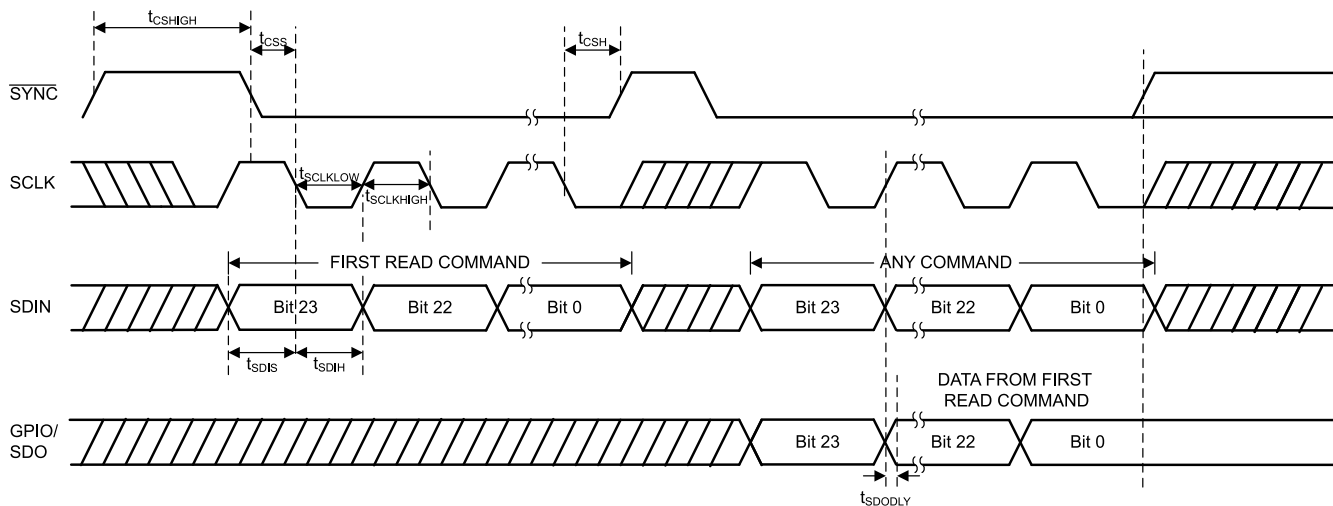 tCSHIGH
tCSS
tCSH
SYNC
SCLK
tSCLKLOW
tSCLKHIGH
FIRST READ COMMAND
ANY COMMAND
SDIN
Bit 23
Bit 22
Bit 0
Bit 23
Bit 22
Bit 0
tSDIS
tSDIH
DATA FROM FIRST
READ COMMAND
GPIO/
SDO
Bit 23
Bit 22
Bit 0
tSDODLY